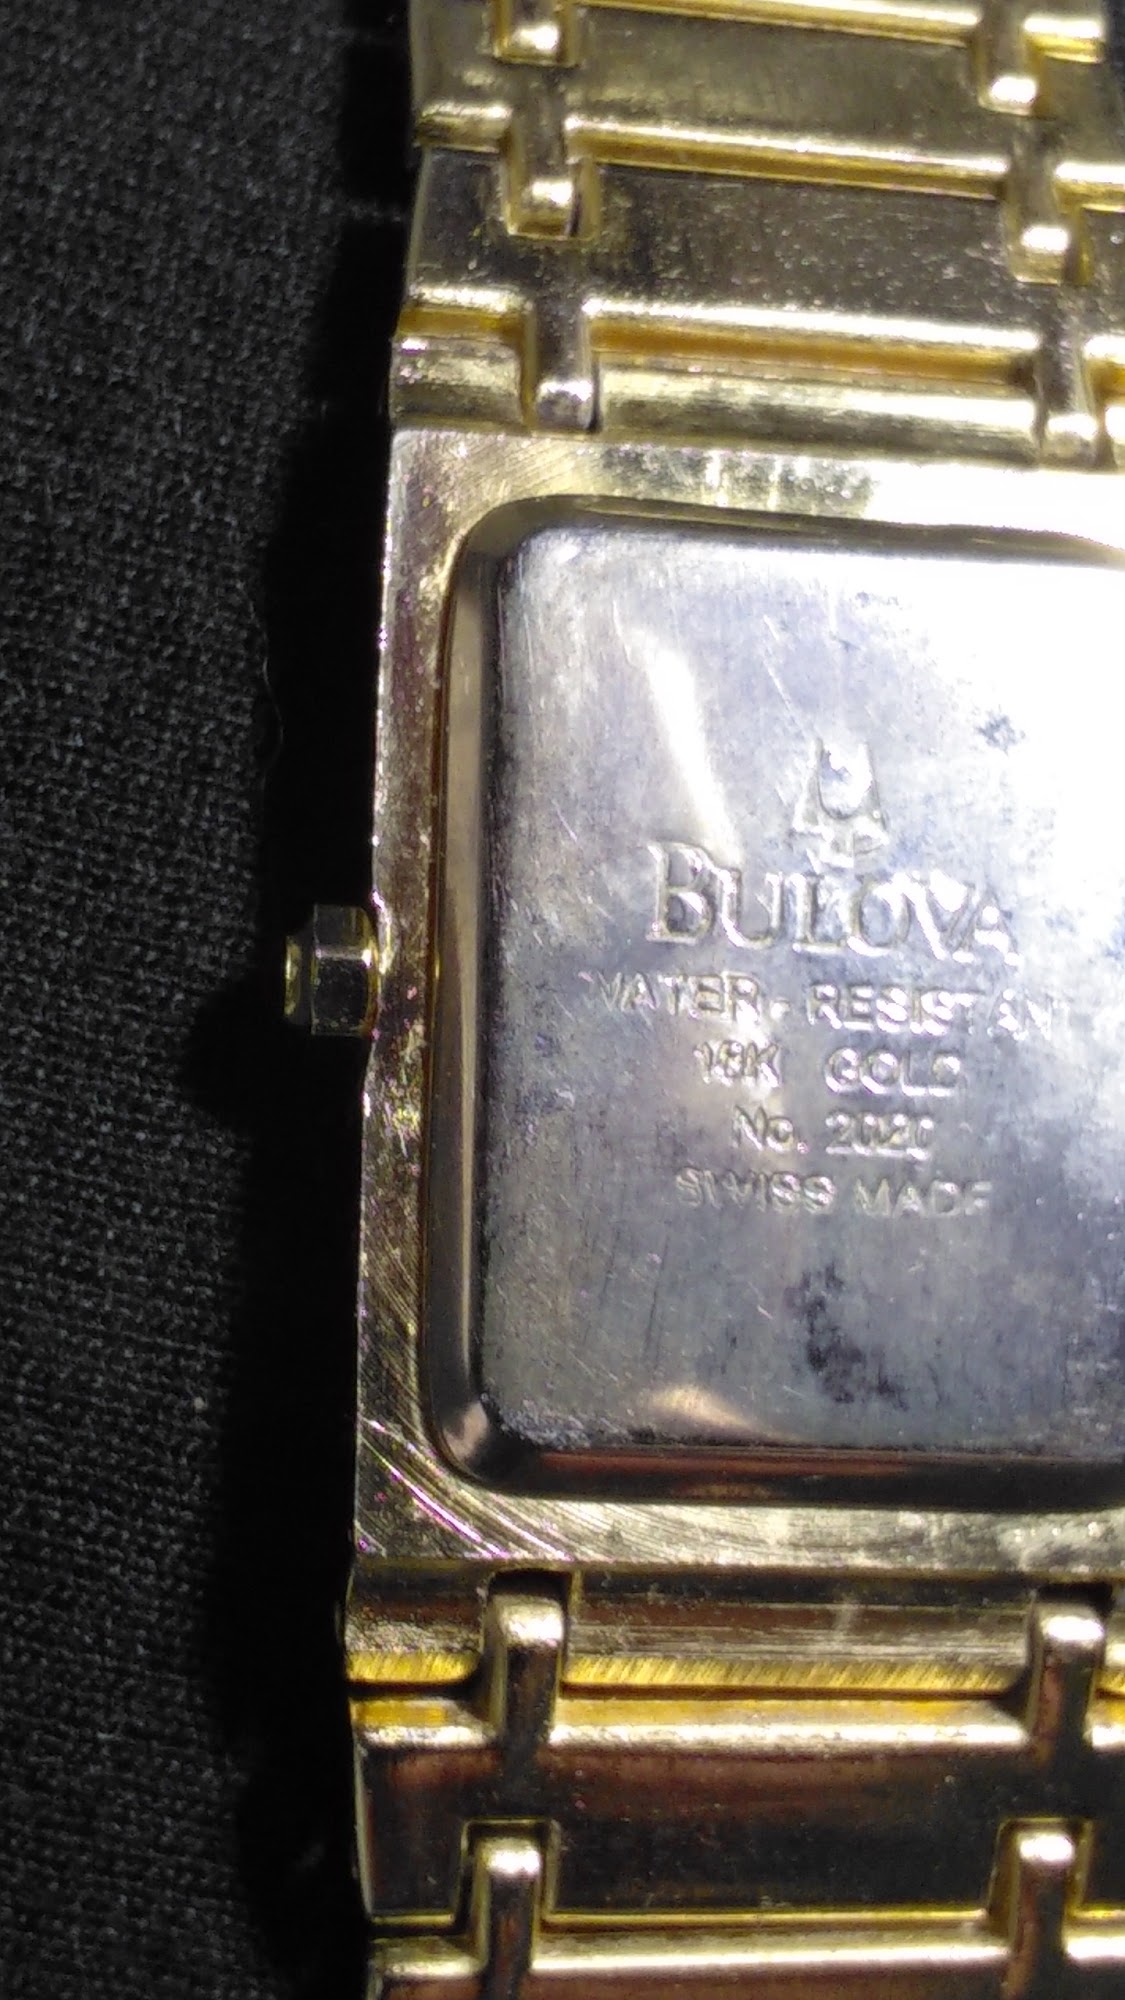 BULOVA
WATER-RESISTANT
18K GOLD
No. 2020
SWISS MADE